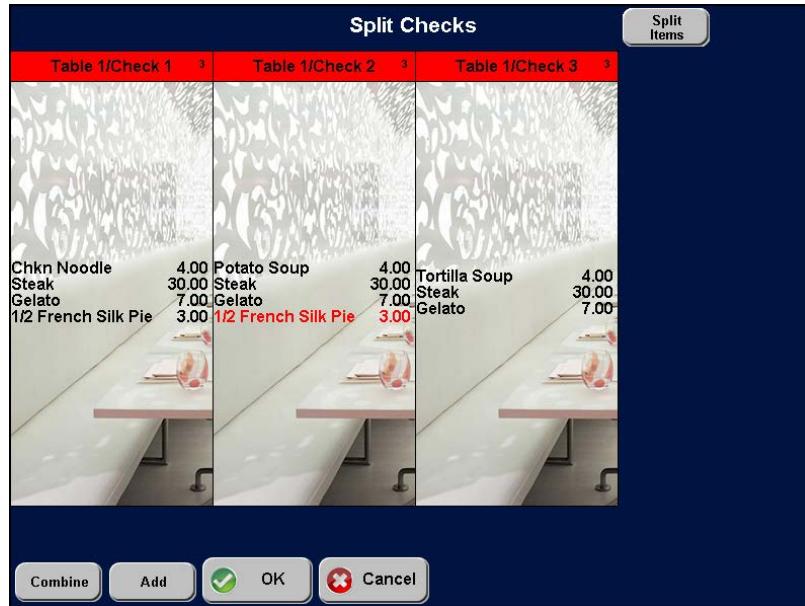 Split Checks
Split
Items
Table 1/Check 1 3
Chkn Noodle 4.00
Steak 30.00
Gelato 7.00
1/2 French Silk Pie 3.00
Table 1/Check 2 3
Potato Soup 4.00
Steak 30.00
Gelato 7.00
1/2 French Silk Pie 3.00
Table 1/Check 3 3
Tortilla Soup 4.00
Steak 30.00
Gelato 7.00
Combine
Add
OK
Cancel